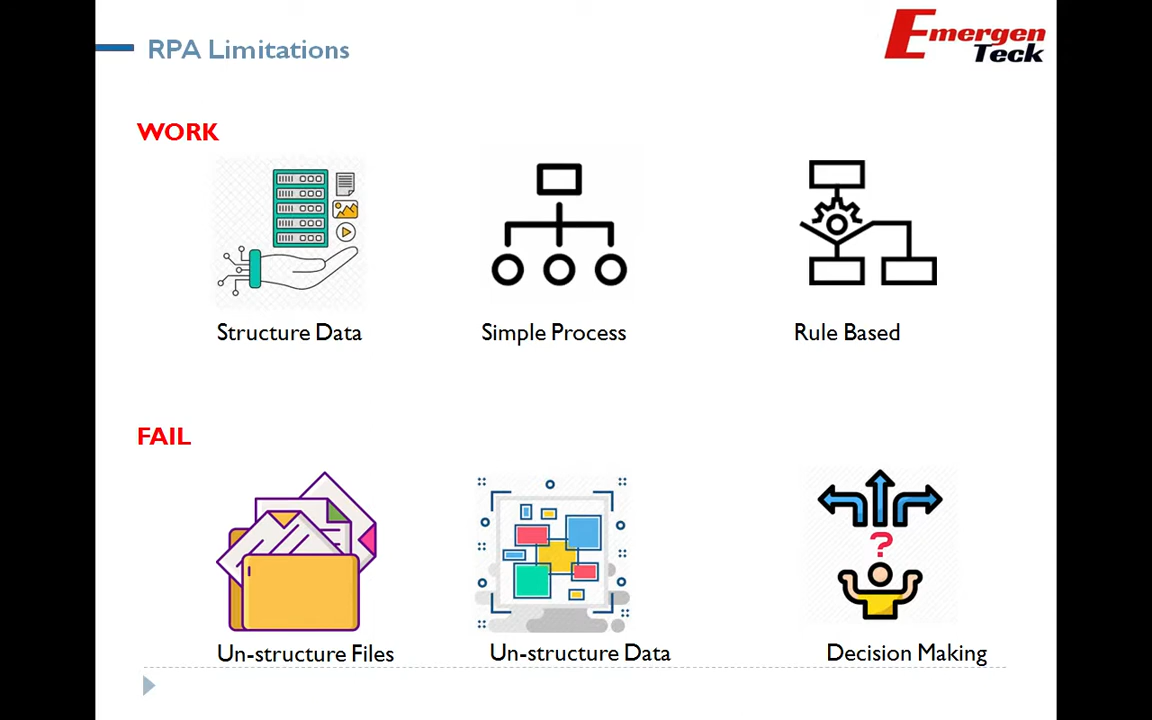 RPA Limitations
Emergen
Teck
WORK
Structure Data
Simple Process
Rule Based
FAIL
?
Un-structure Files
Un-structure Data
Decision Making